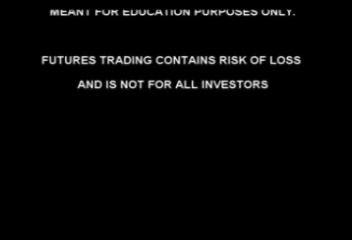 MEANT FOR EDUCATION PURPOSES ONLY.
FUTURES TRADING CONTAINS RISK OF LOSS
AND IS NOT FOR ALL INVESTORS